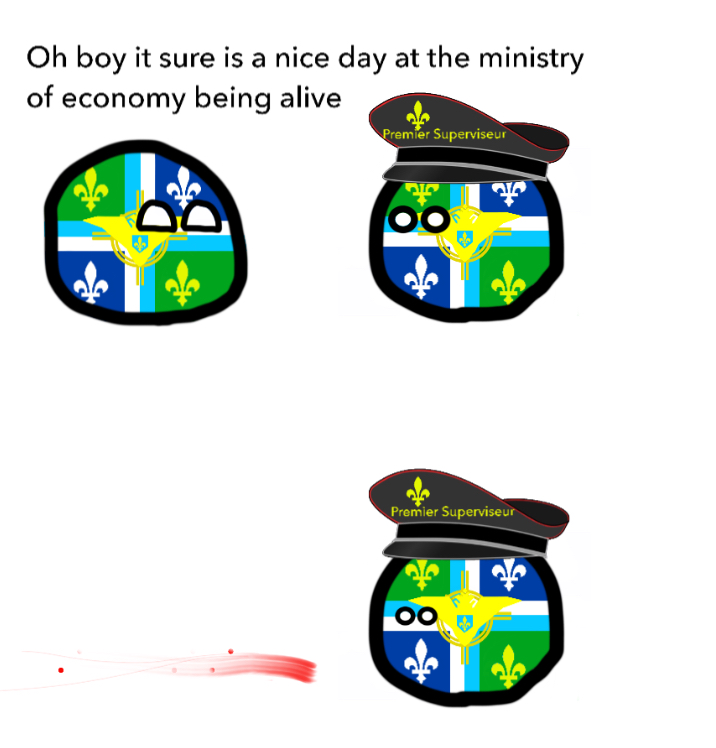 Oh boy it sure is a nice day at the ministry
of economy being alive
Premier Superviseur
Premier Superviseur